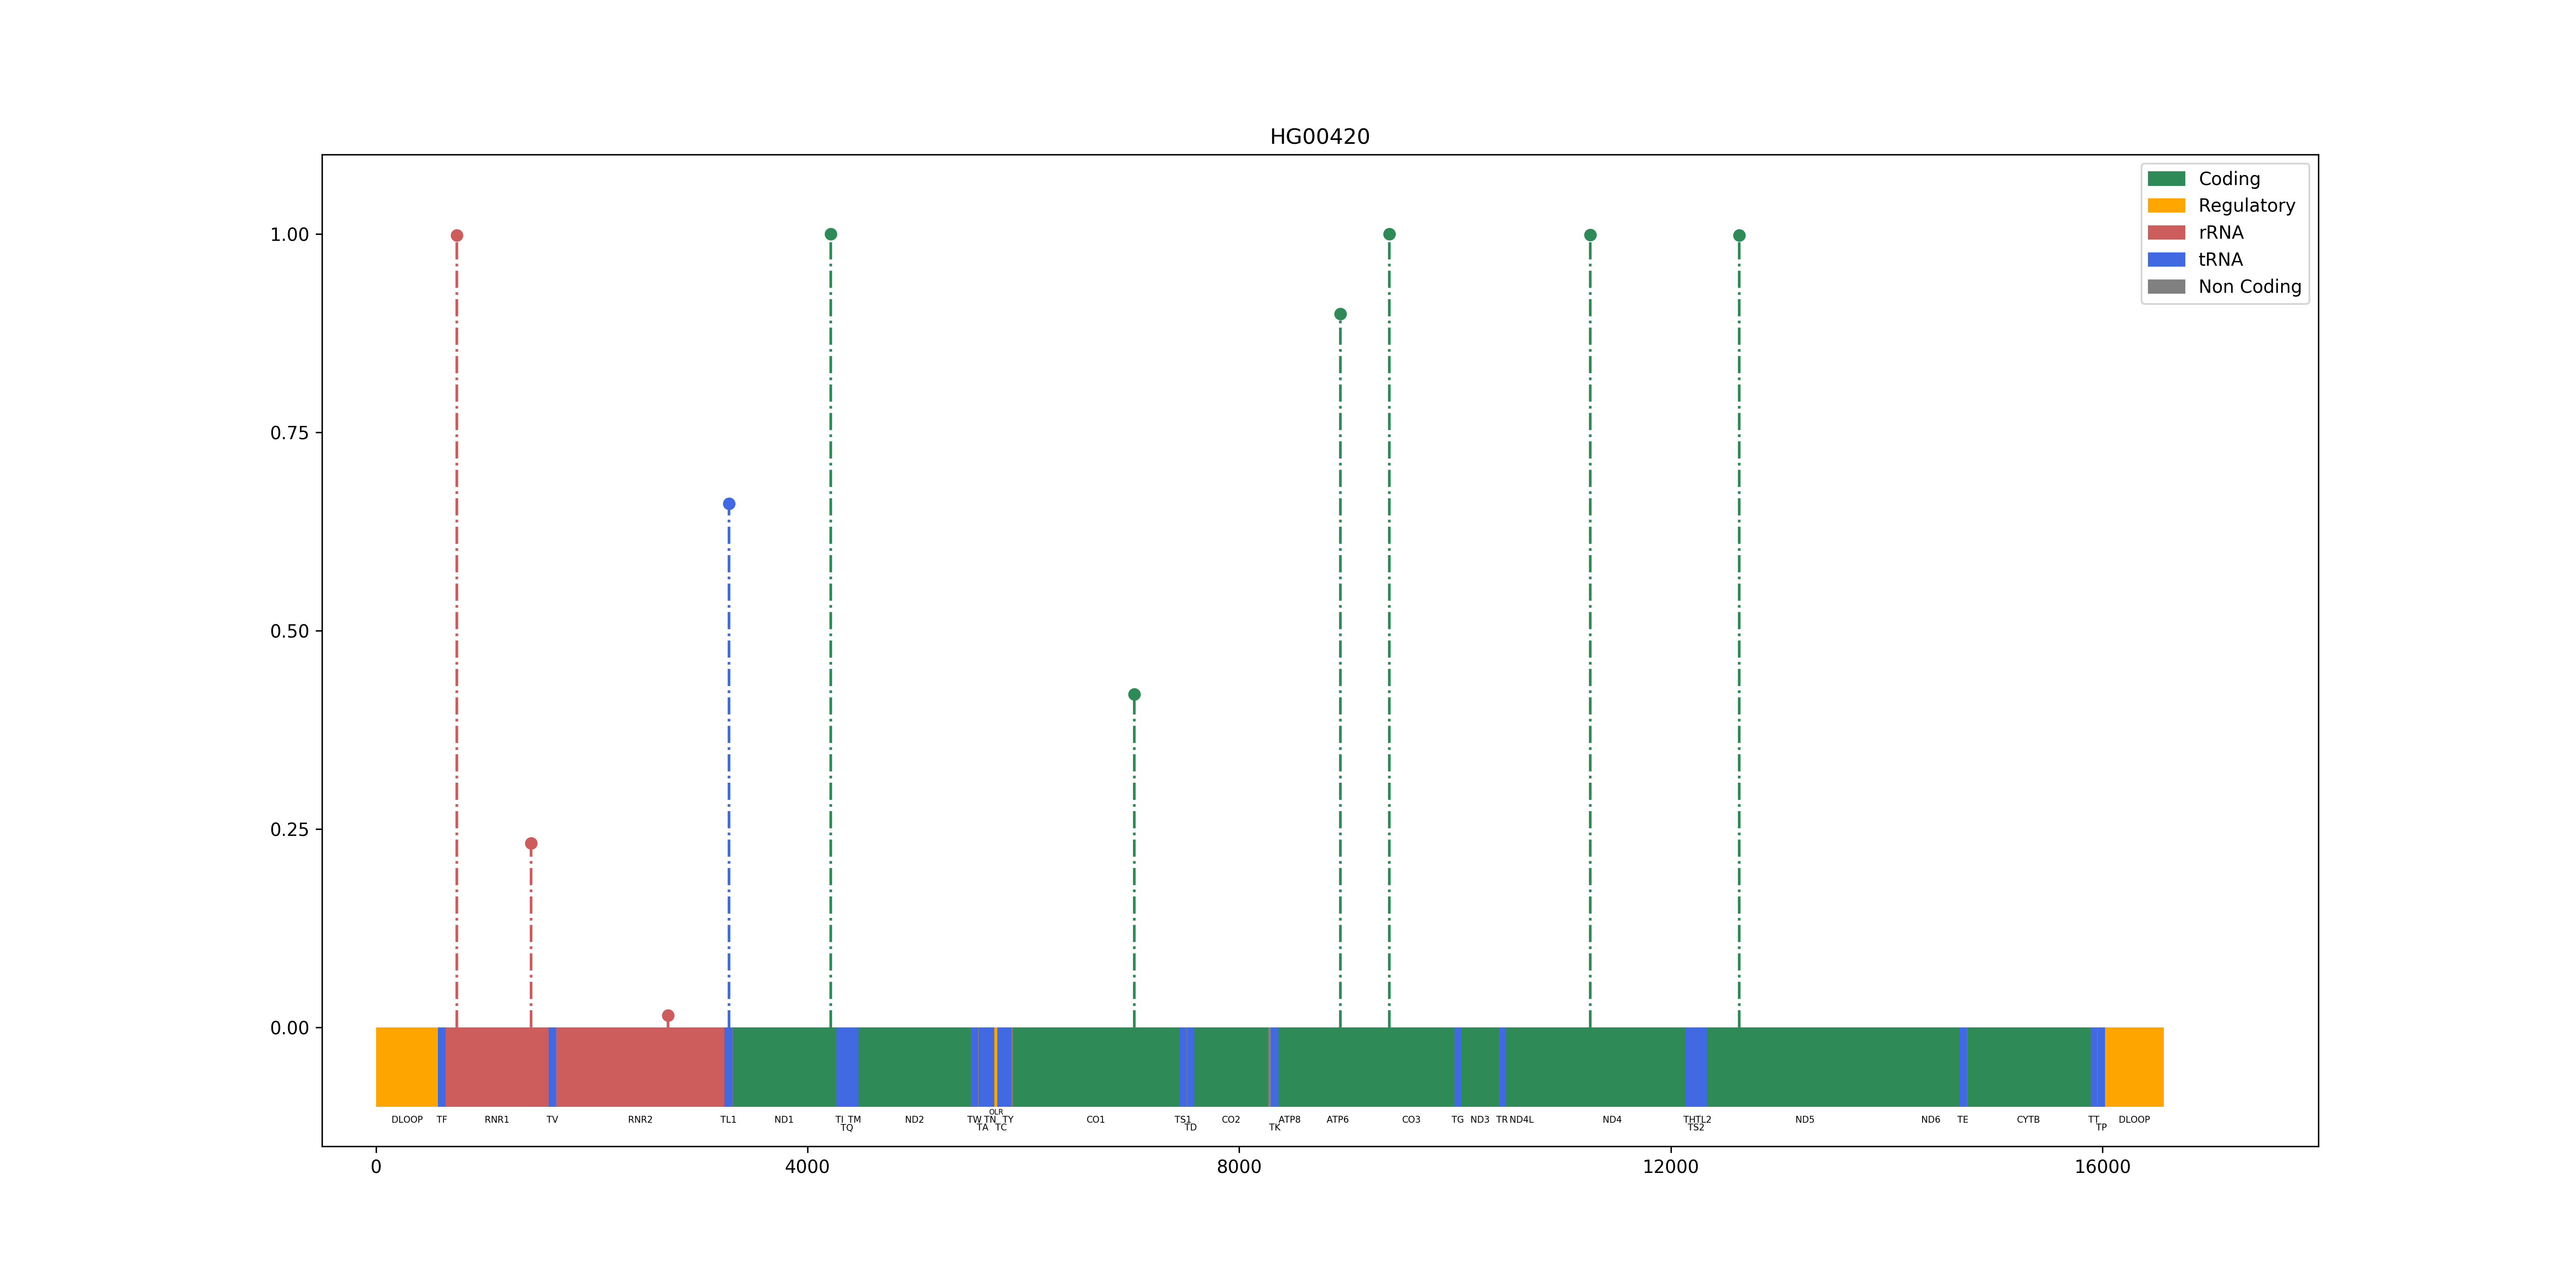 HG00420
Coding
Regulatory
rRNA
tRNA
Non Coding
1.00
0.75
0.50
0.25
0.00
OLR
DLOOP TF RNR1 TV RNR2 TL1 ND1 TI TM ND2 TW TN TY CO1 TS1 CO2 ATP8 ATP6 CO3 TG ND3 TR ND4L ND4 TH TL2 ND5 ND6 TE CYTB TT DLOOP
TQ TA TC TD TK TS2 TP
0 4000 8000 12000 16000